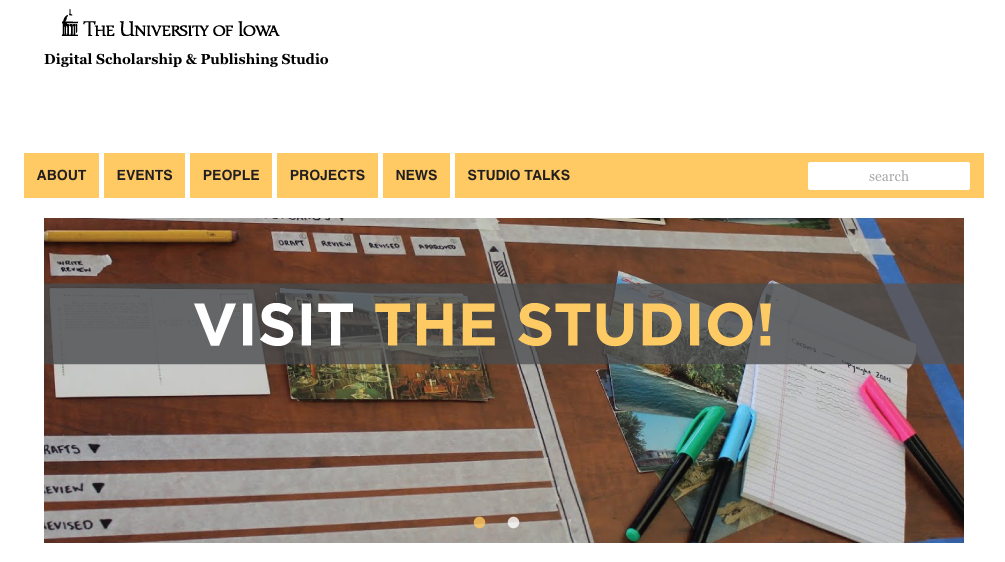 THE UNIVERSITY OF IOWA
Digital Scholarship & Publishing Studio
ABOUT
EVENTS
PEOPLE
PROJECTS
NEWS
STUDIO TALKS
search
DRAFT
REVIEW
REVISED
APPROVED
WRITE
REVIEW
VISIT THE STUDIO!
RAFTS
EVIEW
EVISED